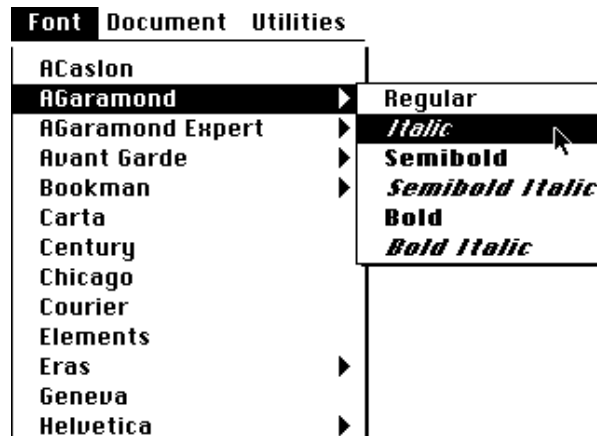 Font Document Utilities
ACaslon
AGaramond
AGaramond Expert
Avant Garde
Bookman
Carta
Century
Chicago
Courier
Elements
Eras
Geneva
Helvetica
Regular
Italic
Semibold
Semibold Italic
Bold
Bold Italic